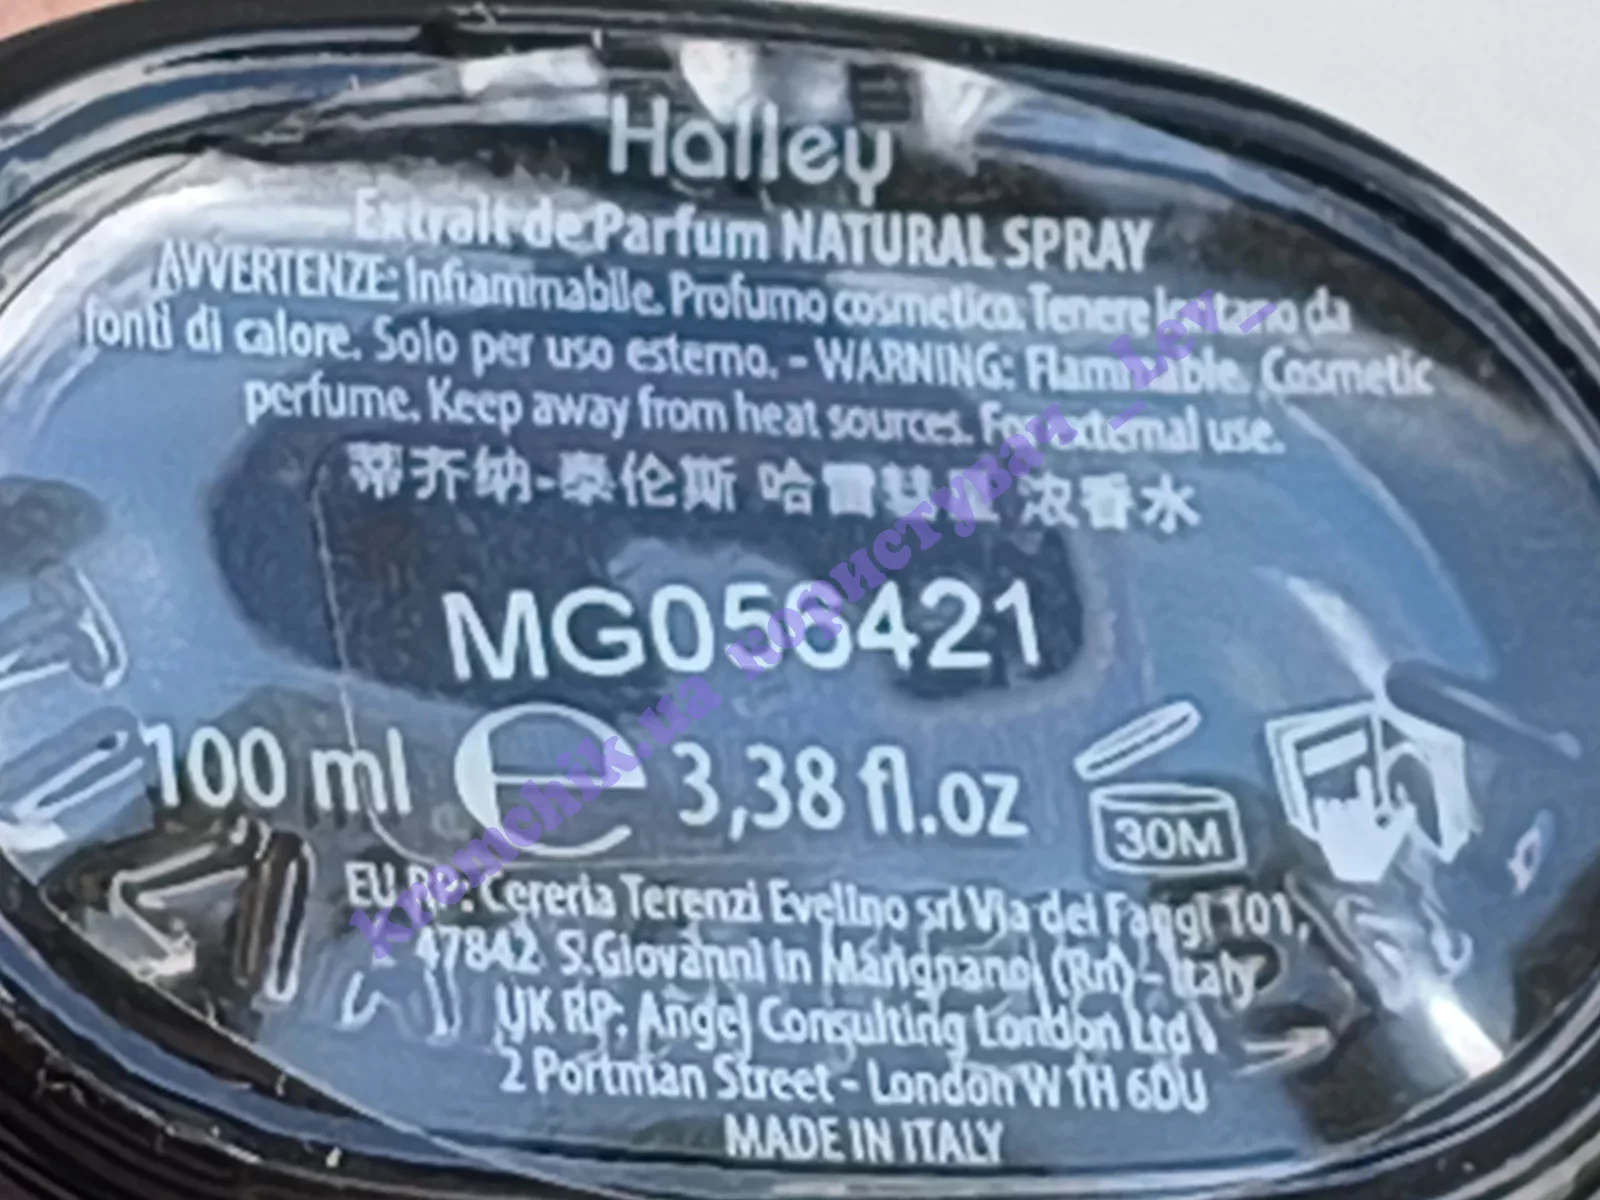 Halley
Extrait de Parfum NATURAL SPRAY
AVVERTENZE: Infiammabile. Profumo cosmetico. Tenere lontano da
fonti di calore. Solo per uso esterno. - WARNING: Flammable. Cosmetic
perfume. Keep away from heat sources. For external use.
蒂齐纳-泰伦斯 哈雷彗星 浓香水
MG056421
100 ml e 3,38 fl.oz
30M
EU RP: Cereria Terenzi Evelino srl Via del Fangi 101,
47842 S.Giovanni in Marignano (Rn) - Italy
UK RP: Angel Consulting London Ltd
2 Portman Street - London W1H 6DU
MADE IN ITALY
kremchik.ua користувач _Lev_